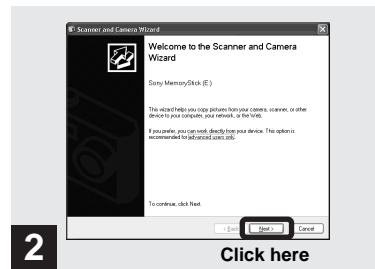 Scanner and Camera Wizard
Welcome to the Scanner and Camera
Wizard
Sony MemoryStick (E:)
This wizard helps you copy pictures from your camera, scanner, or other
device to your computer, your network, or the Web.
If you prefer, you can work directly from your device. This option is
recommended for advanced users only.
To continue, click Next.
< Back Next > Cancel
2
Click here